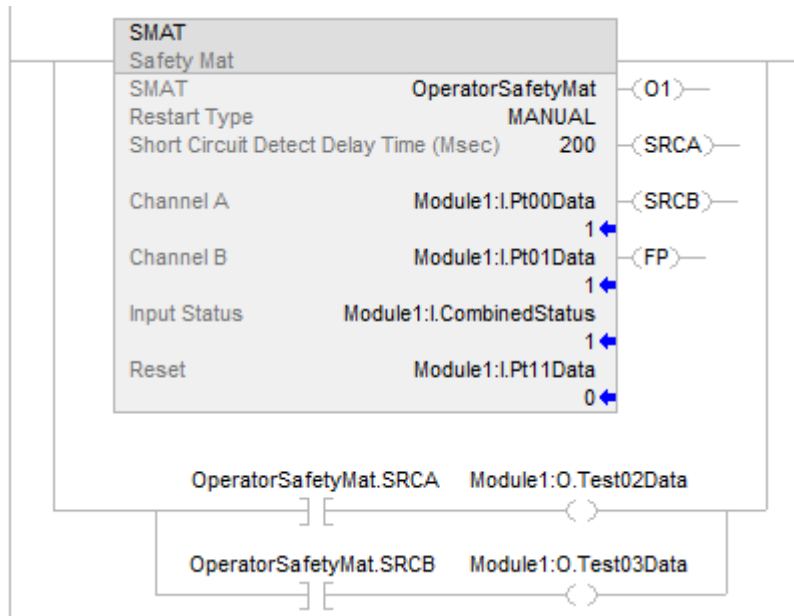 SMAT
Safety Mat
SMAT OperatorSafetyMat O1
Restart Type MANUAL
Short Circuit Detect Delay Time (Msec) 200 SRCA
Channel A Module1:I.Pt00Data SRCB
1
Channel B Module1:I.Pt01Data FP
1
Input Status Module1:I.CombinedStatus
1
Reset Module1:I.Pt11Data
0
OperatorSafetyMat.SRCA Module1:O.Test02Data
OperatorSafetyMat.SRCB Module1:O.Test03Data